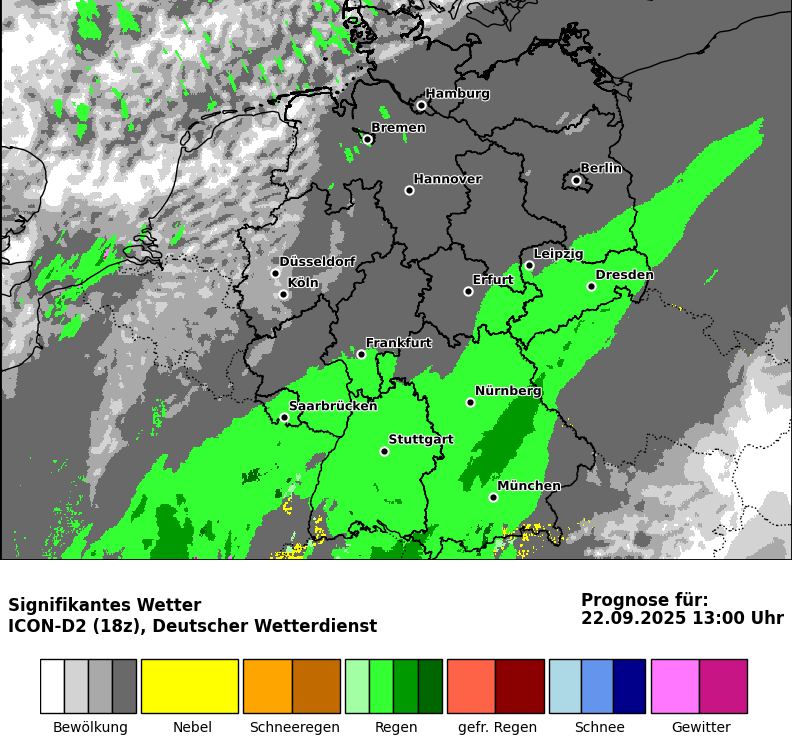 Hamburg
Bremen
Berlin
Hannover
Leipzig
Düsseldorf
Dresden
Erfurt
Köln
Frankfurt
Nürnberg
Saarbrücken
Stuttgart
München
Signifikantes Wetter
ICON-D2 (18z), Deutscher Wetterdienst
Prognose für:
22.09.2025 13:00 Uhr
Bewölkung
Nebel
Schneeregen
Regen
gefr. Regen
Schnee
Gewitter